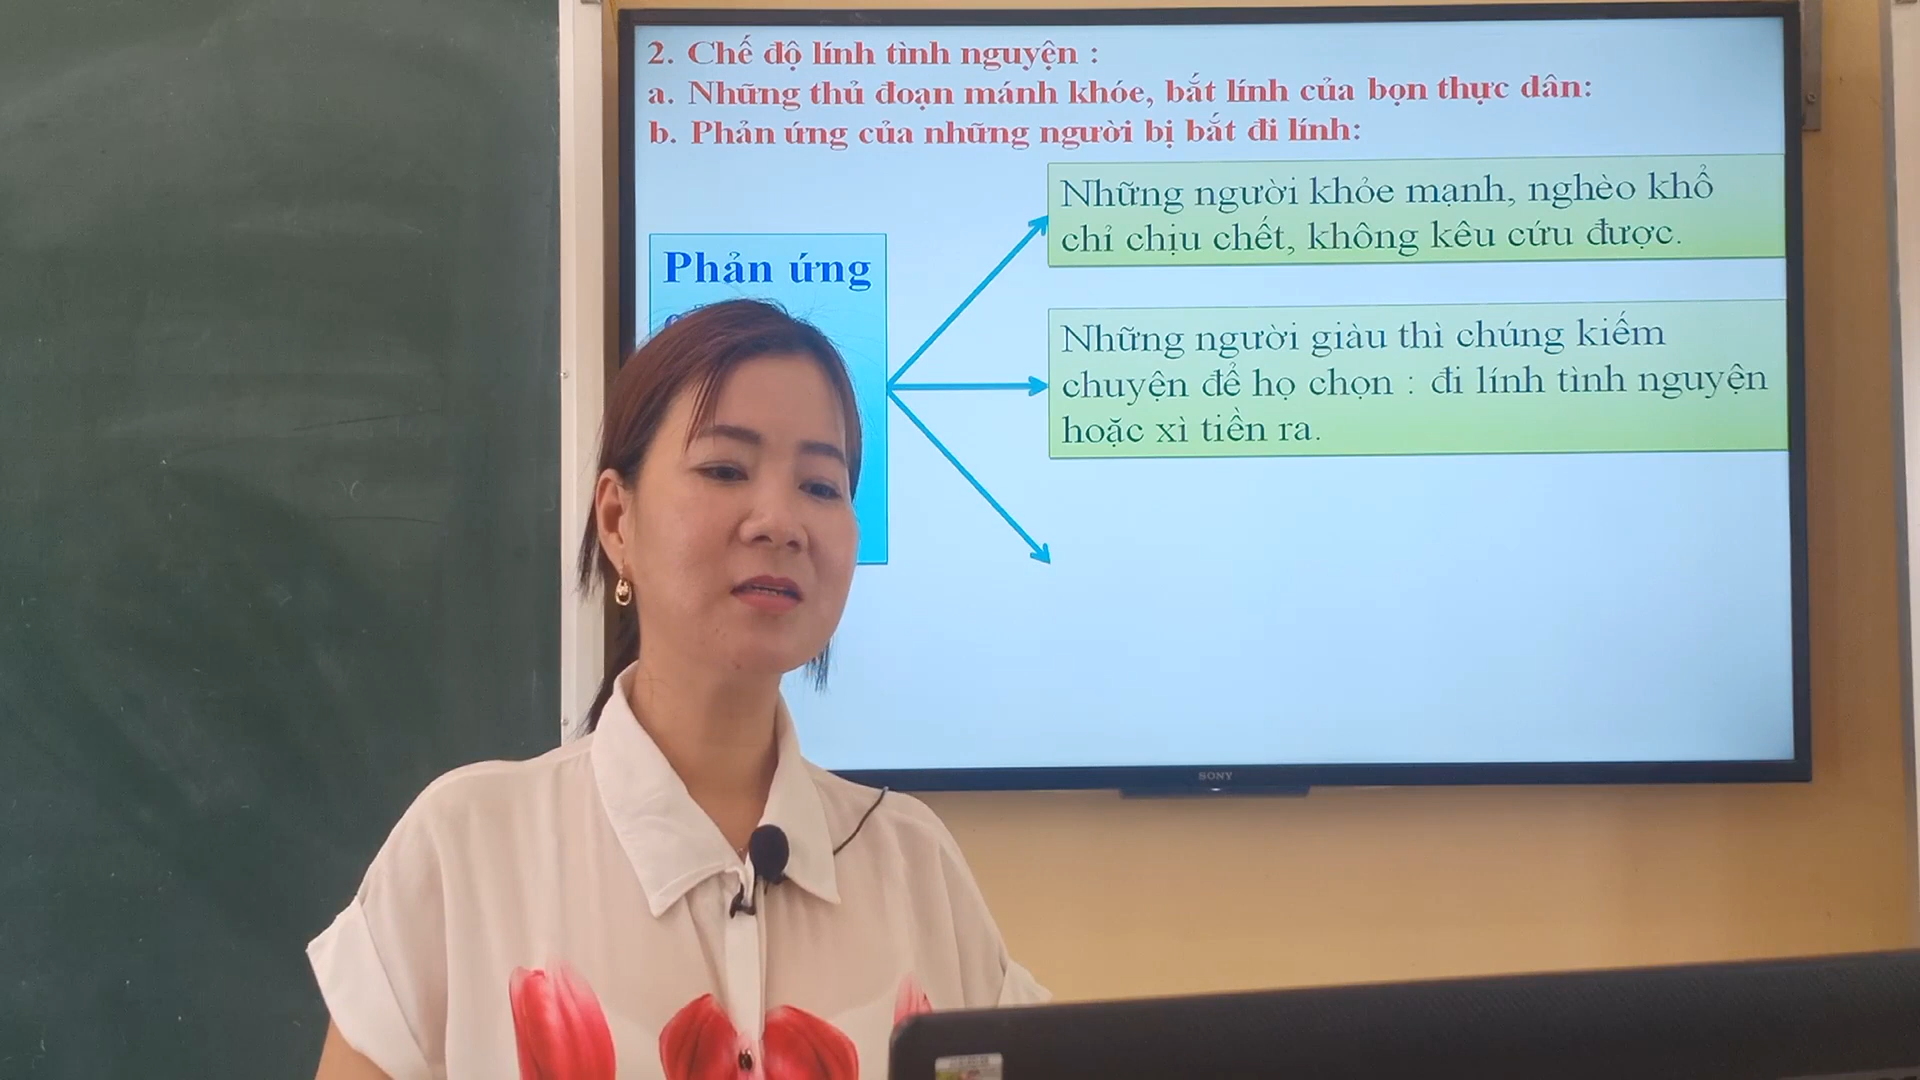 2. Chế độ lính tình nguyện :
a. Những thủ đoạn mánh khóe, bắt lính của bọn thực dân:
b. Phản ứng của những người bị bắt đi lính:
Phản ứng
Những người khỏe mạnh, nghèo khổ
chỉ chịu chết, không kêu cứu được.
Những người giàu thì chúng kiếm
chuyện để họ chọn : đi lính tình nguyện
hoặc xì tiền ra.
SONY